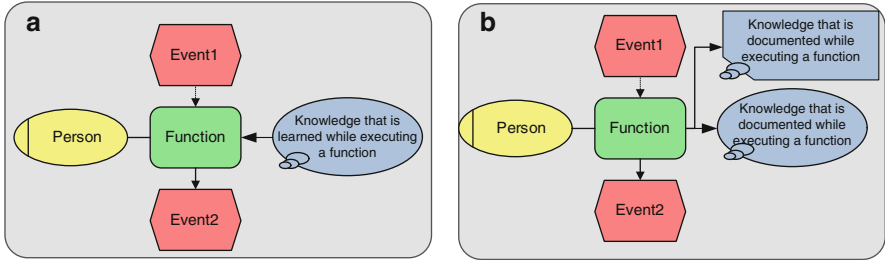 a
Event1
Person
Function
Knowledge that is
learned while executing
a function
Event2
b
Event1
Knowledge that is
documented while
executing a function
Person
Function
Knowledge that is
documented while
executing a function
Event2